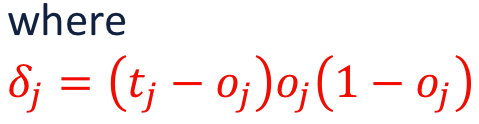 where
δⱼ = (tⱼ − oⱼ)oⱼ(1 − oⱼ)